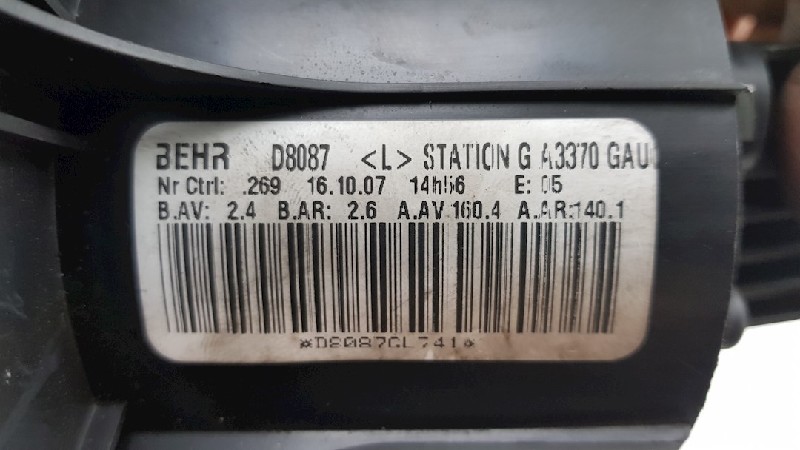 BEHR D8087 <L> STATION G A3370 GAU
Nr Ctrl: .269 16.10.07 14h56 E: 05
B.AV: 2.4 B.AR: 2.6 A.AV:160.4 A.AR:140.1
*D8087GL741*